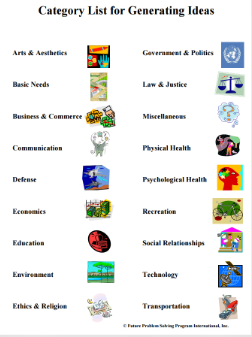 Category List for Generating Ideas
Arts & Aesthetics
Government & Politics
Basic Needs
Law & Justice
Business & Commerce
Miscellaneous
Communication
Physical Health
Defense
Psychological Health
Economics
Recreation
Education
Social Relationships
Environment
Technology
Ethics & Religion
Transportation
© Future Problem Solving Program International, Inc.